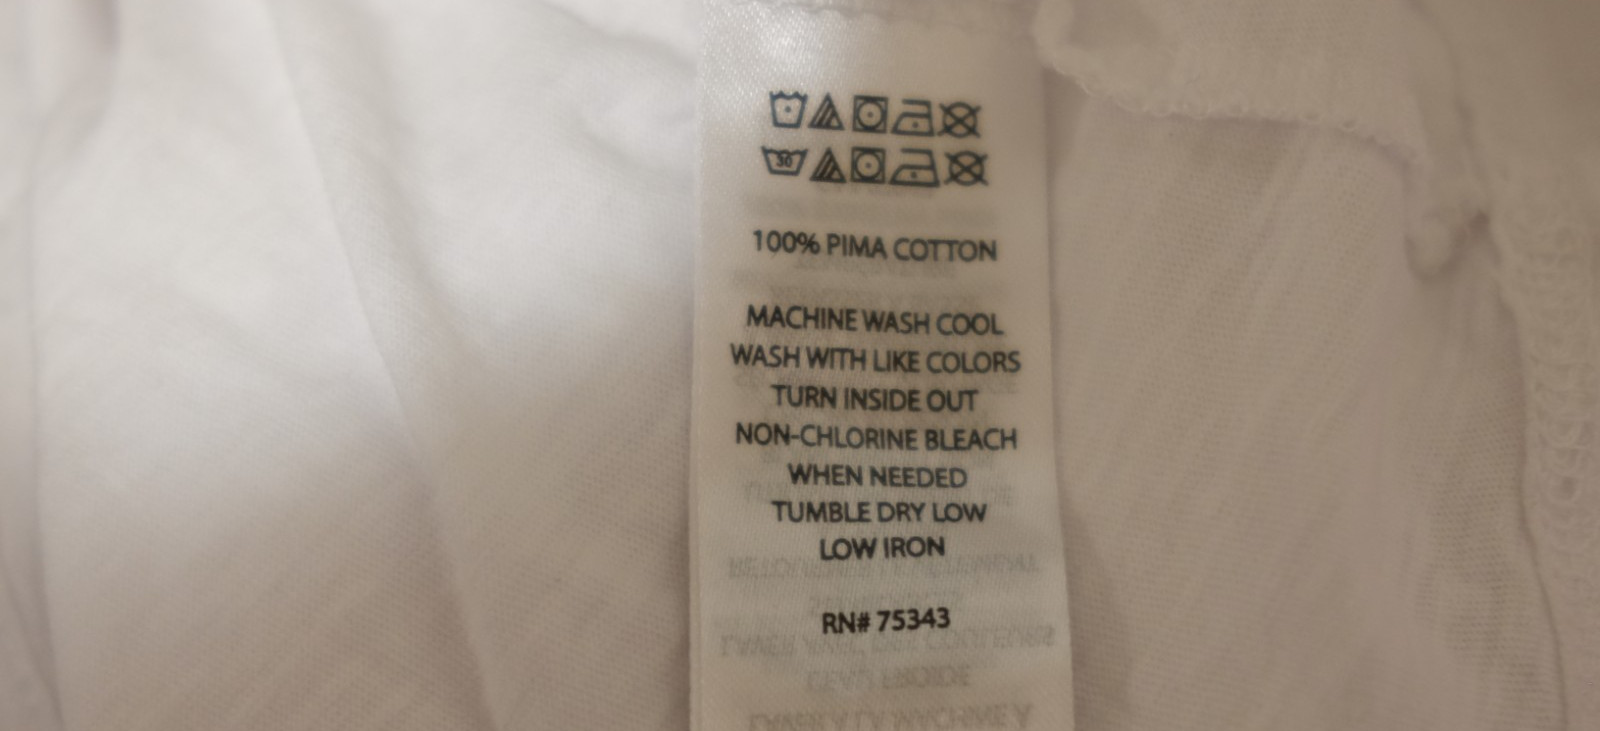 30
100% PIMA COTTON
MACHINE WASH COOL
WASH WITH LIKE COLORS
TURN INSIDE OUT
NON-CHLORINE BLEACH
WHEN NEEDED
TUMBLE DRY LOW
LOW IRON
RN# 75343